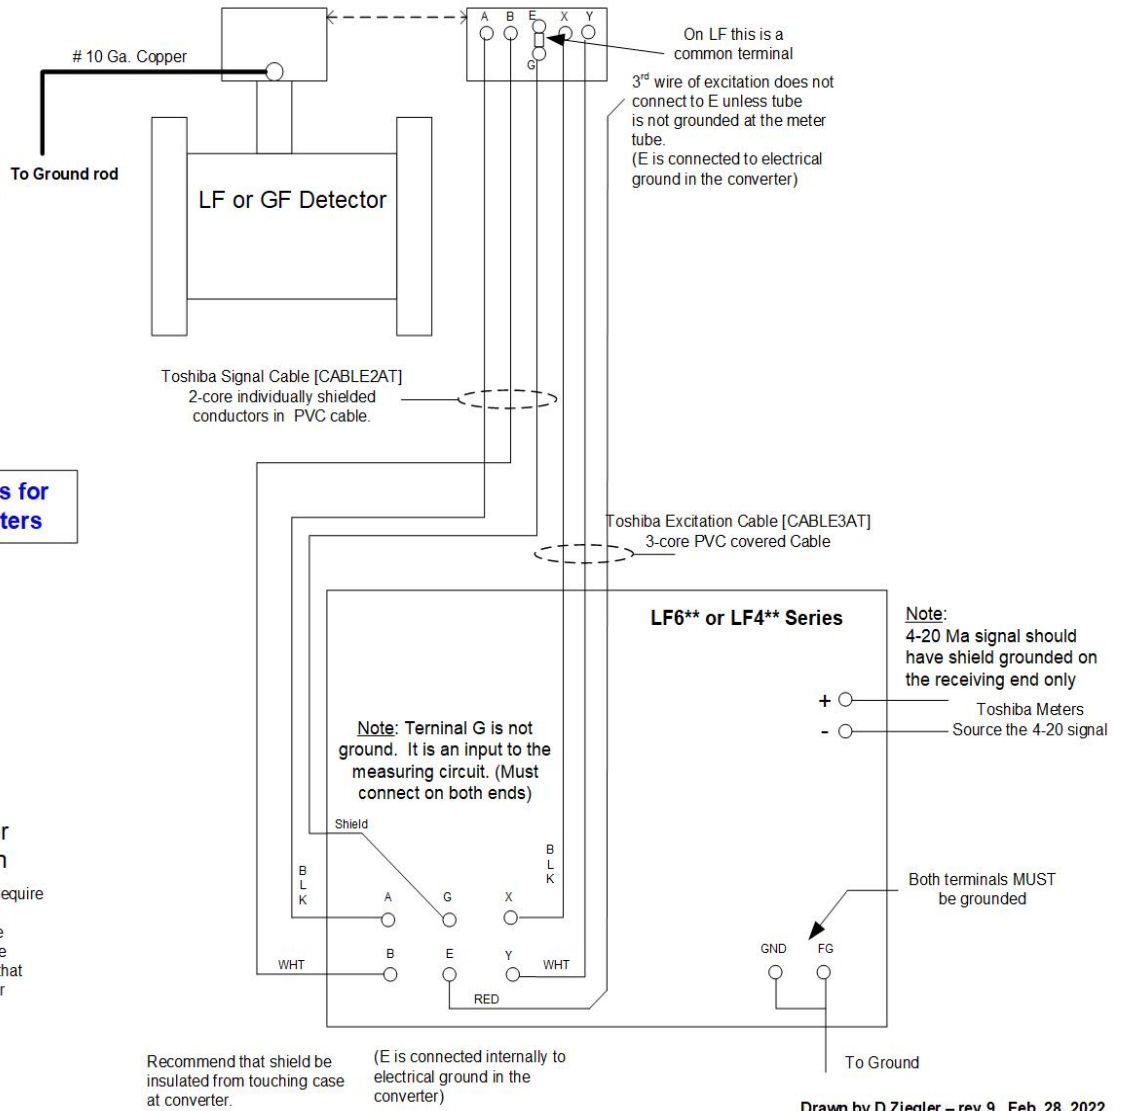 A B E X Y
G
# 10 Ga. Copper
To Ground rod
On LF this is a
common terminal
3rd wire of excitation does not
connect to E unless tube
is not grounded at the meter
tube.
(E is connected to electrical
ground in the converter)
LF or GF Detector
Toshiba Signal Cable [CABLE2AT]
2-core individually shielded
conductors in PVC cable.
s for
ters
Toshiba Excitation Cable [CABLE3AT]
3-core PVC covered Cable
LF6** or LF4** Series
Note:
4-20 Ma signal should
have shield grounded on
the receiving end only
+
-
Toshiba Meters
Source the 4-20 signal
Note: Terninal G is not
ground. It is an input to the
measuring circuit. (Must
connect on both ends)
Shield
r
n
equire
e
e
that
r
B
L
K
B
L
K
A G X
B E Y
WHT
WHT
RED
Both terminals MUST
be grounded
GND FG
To Ground
Recommend that shield be
insulated from touching case
at converter.
(E is connected internally to
electrical ground in the
converter)
Drawn by D Ziegler – rev 9 Feb. 28, 2022